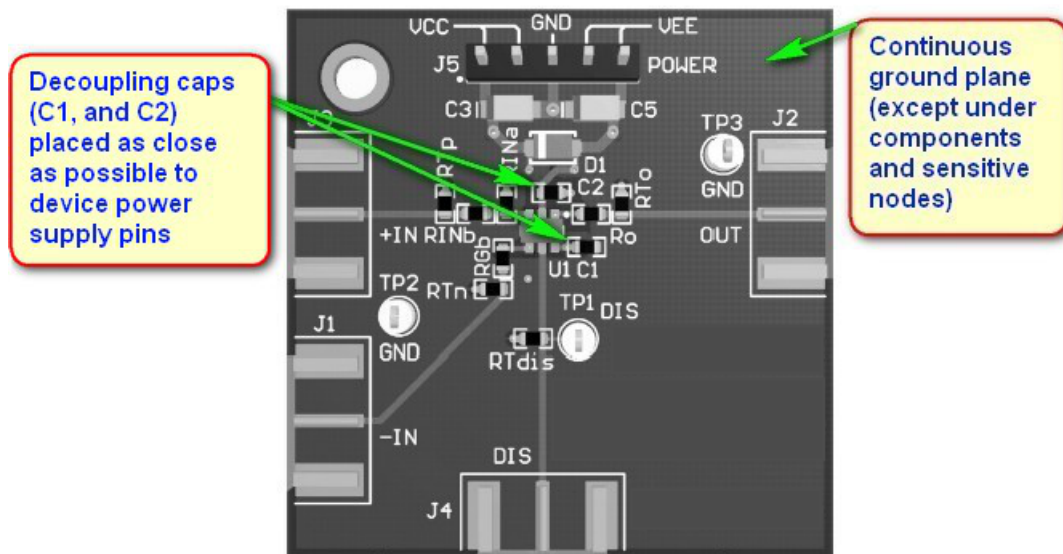 VCC
GND
VEE
J5
POWER
C3
C5
Decoupling caps
(C1, and C2)
placed as close
as possible to
device power
supply pins
Continuous
ground plane
(except under
components
and sensitive
nodes)
J3
RTP
RINa
D1
C2
RTo
TP3
GND
J2
+IN
RINb
Ro
OUT
RGb
U1
C1
RTn
TP2
GND
TP1
DIS
RTdis
J1
-IN
DIS
J4